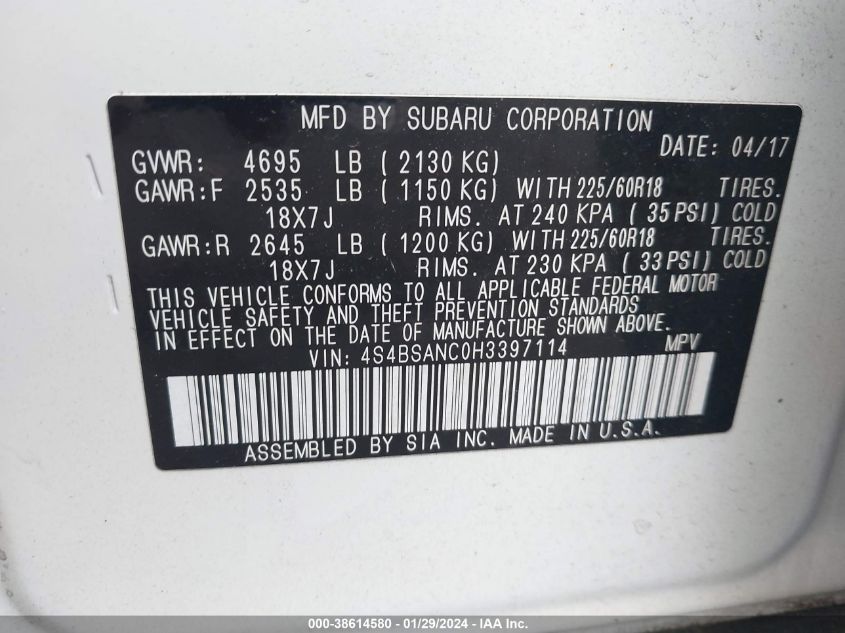 MFD BY SUBARU CORPORATION
DATE: 04/17
GVWR: 4695 LB ( 2130 KG)
GAWR:F 2535 LB ( 1150 KG) WITH 225/60R18 TIRES.
18X7J RIMS. AT 240 KPA ( 35 PSI) COLD
GAWR:R 2645 LB ( 1200 KG) WITH 225/60R18 TIRES.
18X7J RIMS. AT 230 KPA ( 33 PSI) COLD
THIS VEHICLE CONFORMS TO ALL APPLICABLE FEDERAL MOTOR
VEHICLE SAFETY AND THEFT PREVENTION STANDARDS
IN EFFECT ON THE DATE OF MANUFACTURE SHOWN ABOVE.
VIN: 4S4BSANC0H3397114 MPV
ASSEMBLED BY SIA INC. MADE IN U.S.A.
000-38614580 - 01/29/2024 - IAA Inc.